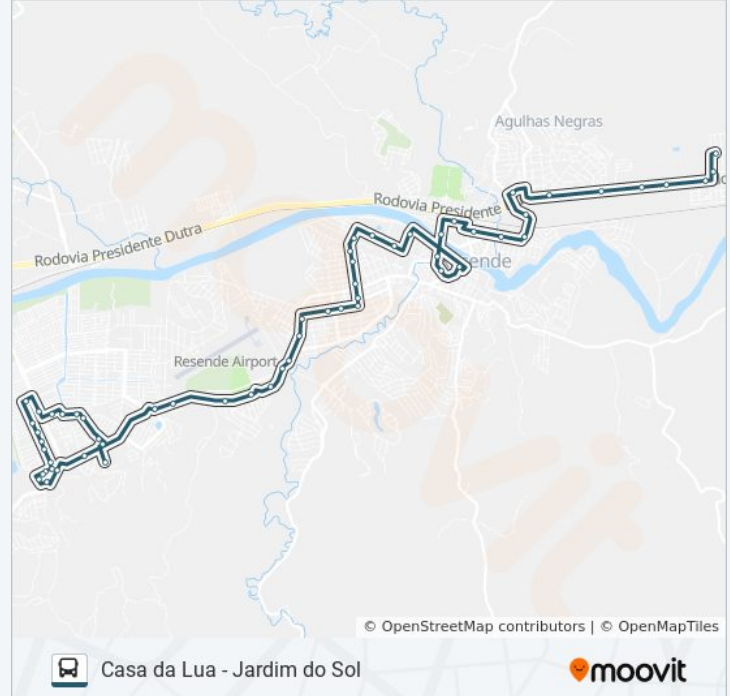 Agulhas Negras
Rodovia Presidente
Rodovia Presidente Dutra
sende
Resende Airport
© OpenStreetMap contributors | © OpenMapTiles
Casa da Lua - Jardim do Sol
moovit